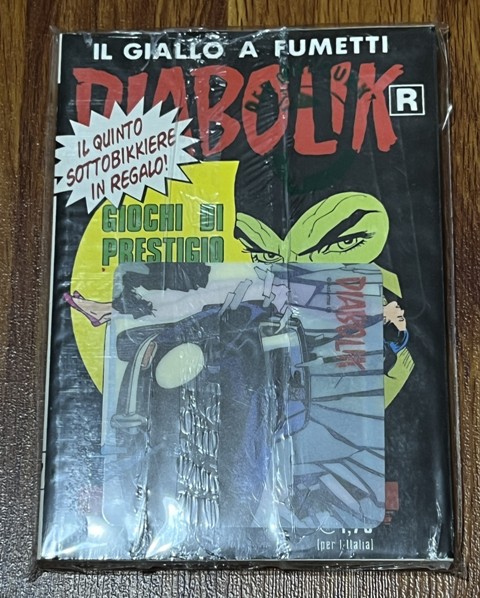 IL GIALLO A FUMETTI
DIABOLIK
R
IL QUINTO
SOTTOBIKKIERE
IN REGALO!
GIOCHI DI
PRESTIGIO
DIABOLIK
(per l'Italia)